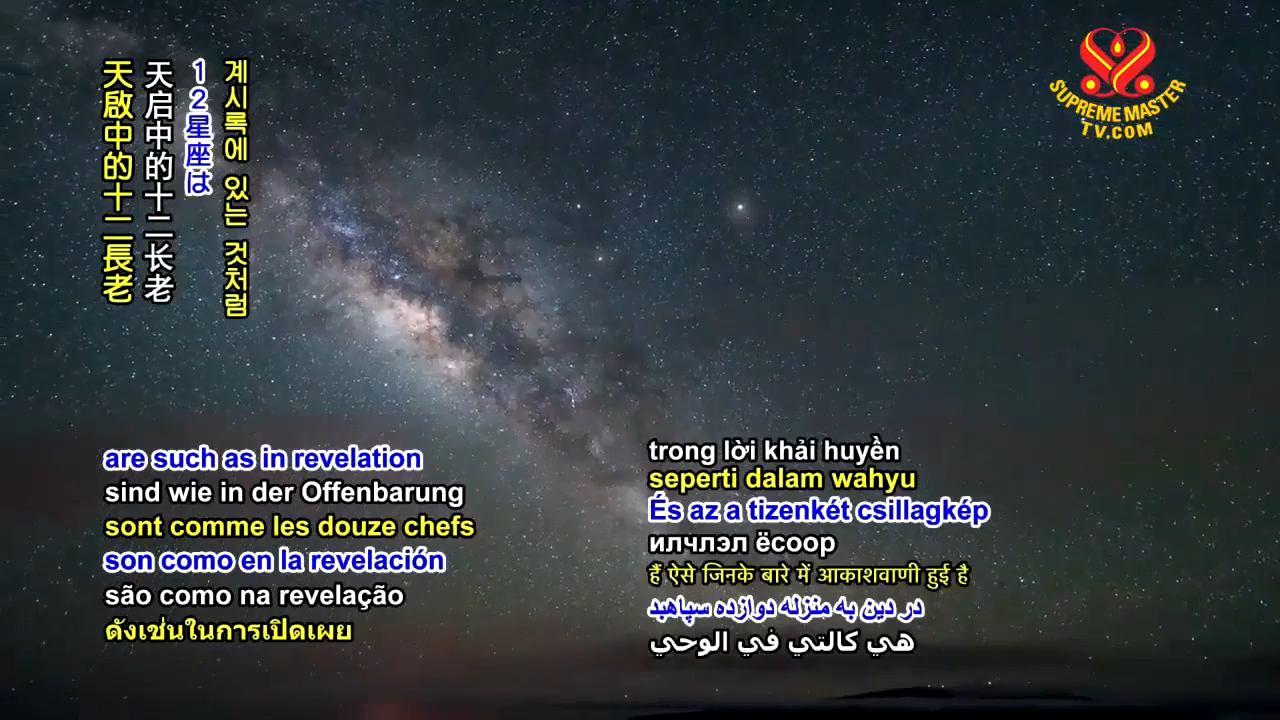 天啟中的十二長老
天启中的十二长老
12星座は
계시록에 있는 것처럼
SUPREME MASTER
TV.COM
are such as in revelation
sind wie in der Offenbarung
sont comme les douze chefs
son como en la revelación
são como na revelação
ดังเช่นในการเปิดเผย
trong lời khải huyền
seperti dalam wahyu
És az a tizenkét csillagkép
илчлэл ёсоор
हैं ऐसे जिनके बारे में आकाशवाणी हुई है
در دین به منزله دوازده سپاهبد
هي كالتي في الوحي